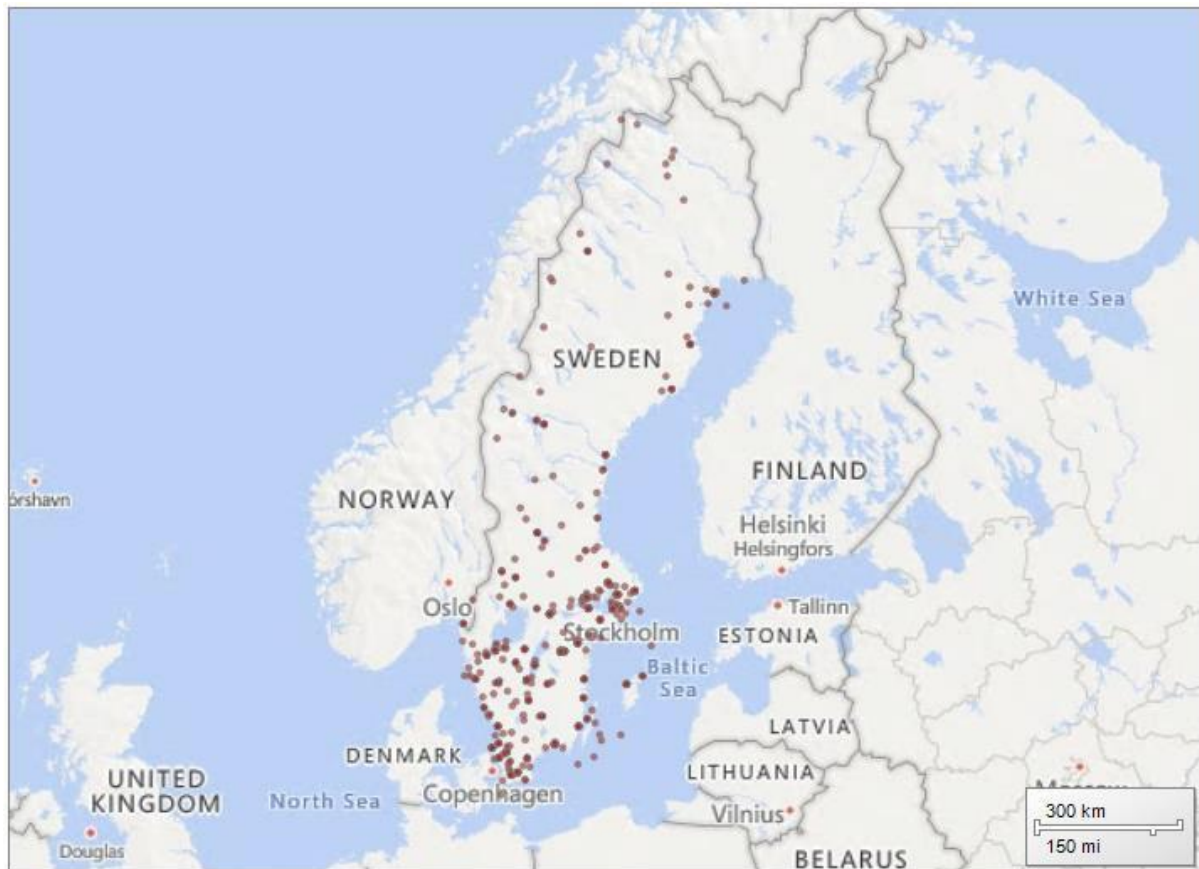 White Sea
SWEDEN
FINLAND
NORWAY
órshavn
Helsinki
Helsingfors
Oslo
Tallinn
Stockholm
ESTONIA
Baltic
Sea
LATVIA
DENMARK
LITHUANIA
UNITED
KINGDOM
North Sea
Copenhagen
Vilnius
Moscow
300 km
150 mi
Douglas
BELARUS